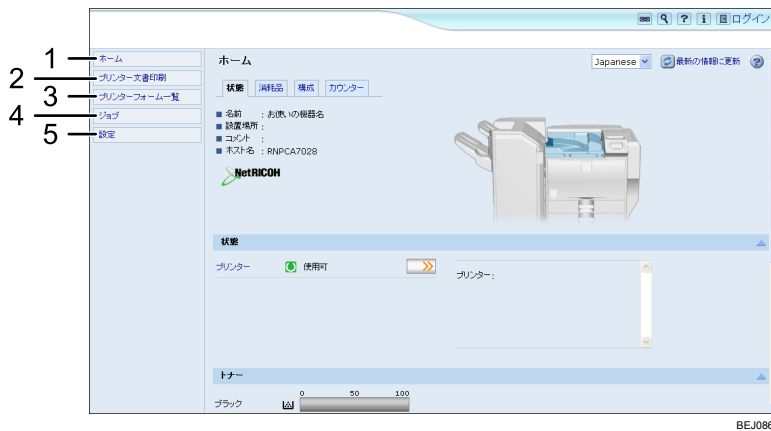 ログイン
1
2
3
4
5
ホーム
プリンター文書印刷
プリンターフォーム一覧
ジョブ
設定
ホーム
Japanese
最新の情報に更新
状態
消耗品
構成
カウンター
名前 : お使いの機器名
設置場所 :
コメント :
ホスト名 : RNPCA7028
NetRICOH
状態
プリンター
使用可
プリンター:
トナー
ブラック
0 50 100
BEJ086